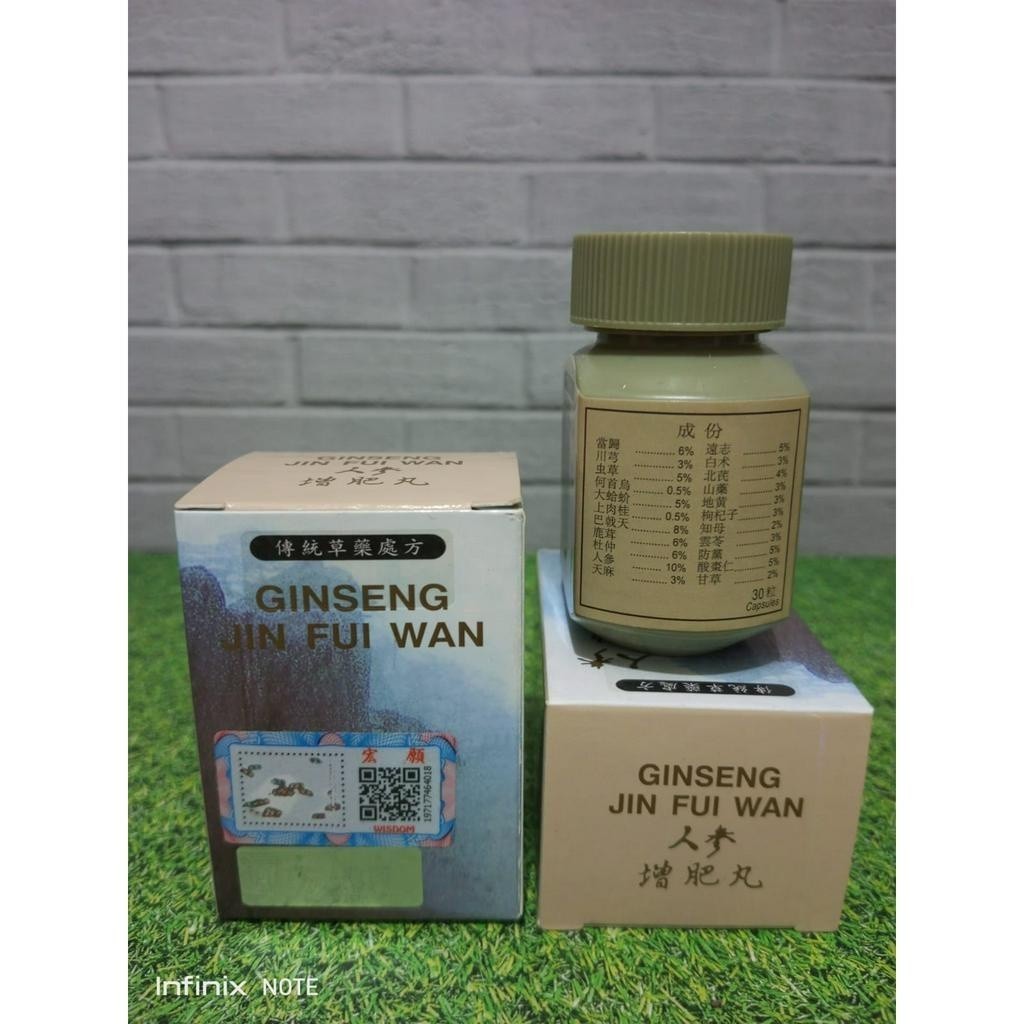 GINSENG
JIN FUI WAN
人參
增肥丸
傳統草藥處方
GINSENG
JIN FUI WAN
宏願
WISDOM
197177464018
成份
當歸 ........ 6% 遠志 ........ 5%
川芎 ........ 3% 白术 ........ 3%
虫草 ........ 5% 北芪 ........ 4%
何首烏 ........ 0.5% 山藥 ........ 3%
大蛤蚧 ........ 5% 地黄 ........ 3%
上肉桂 ........ 0.5% 枸杞子 ........ 3%
巴戟天 ........ 8% 知母 ........ 2%
鹿茸 ........ 6% 雲苓 ........ 3%
杜仲 ........ 6% 防黨 ........ 5%
人參 ........ 10% 酸棗仁 ........ 5%
天麻 ........ 3% 甘草 ........ 2%
30粒
Capsules
人參
傳統草藥處方
GINSENG
JIN FUI WAN
人參
增肥丸
Infinix NOTE